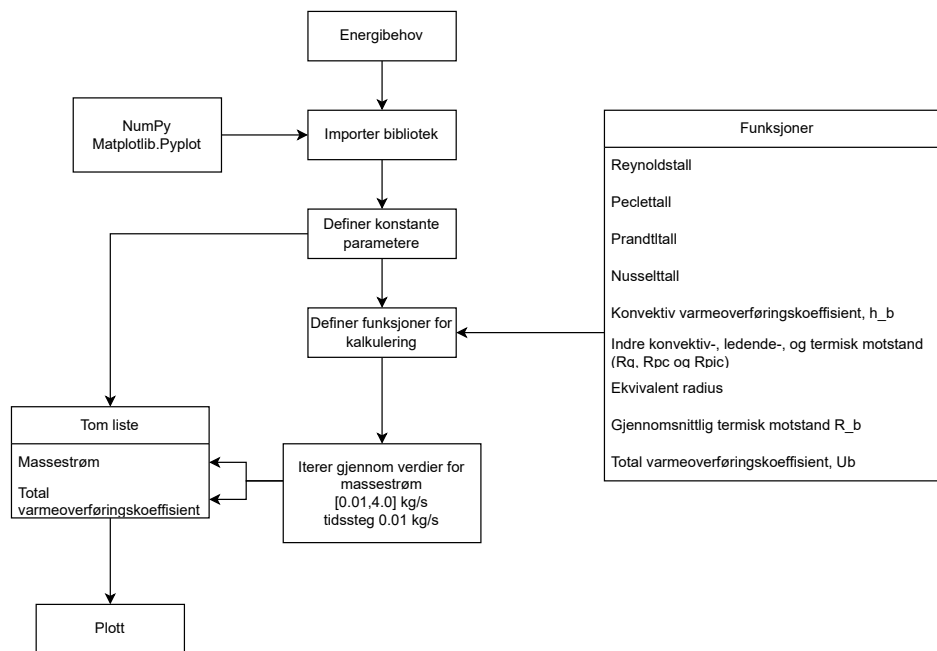 Energibehov
NumPy
Matplotlib.Pyplot
Importer bibliotek
Funksjoner
Reynoldstall
Peclettall
Prandtltall
Nusselttall
Konvektiv varmeoverføringskoeffisient, h_b
Indre konvektiv-, ledende-, og termisk motstand
(Rg, Rpc og Rpic)
Ekvivalent radius
Gjennomsnittlig termisk motstand R_b
Total varmeoverføringskoeffisient, Ub
Definer konstante
parametere
Definer funksjoner for
kalkulering
Tom liste
Massestrøm
Total
varmeoverføringskoeffisient
Iterer gjennom verdier for
massestrøm
[0.01,4.0] kg/s
tidssteg 0.01 kg/s
Plott